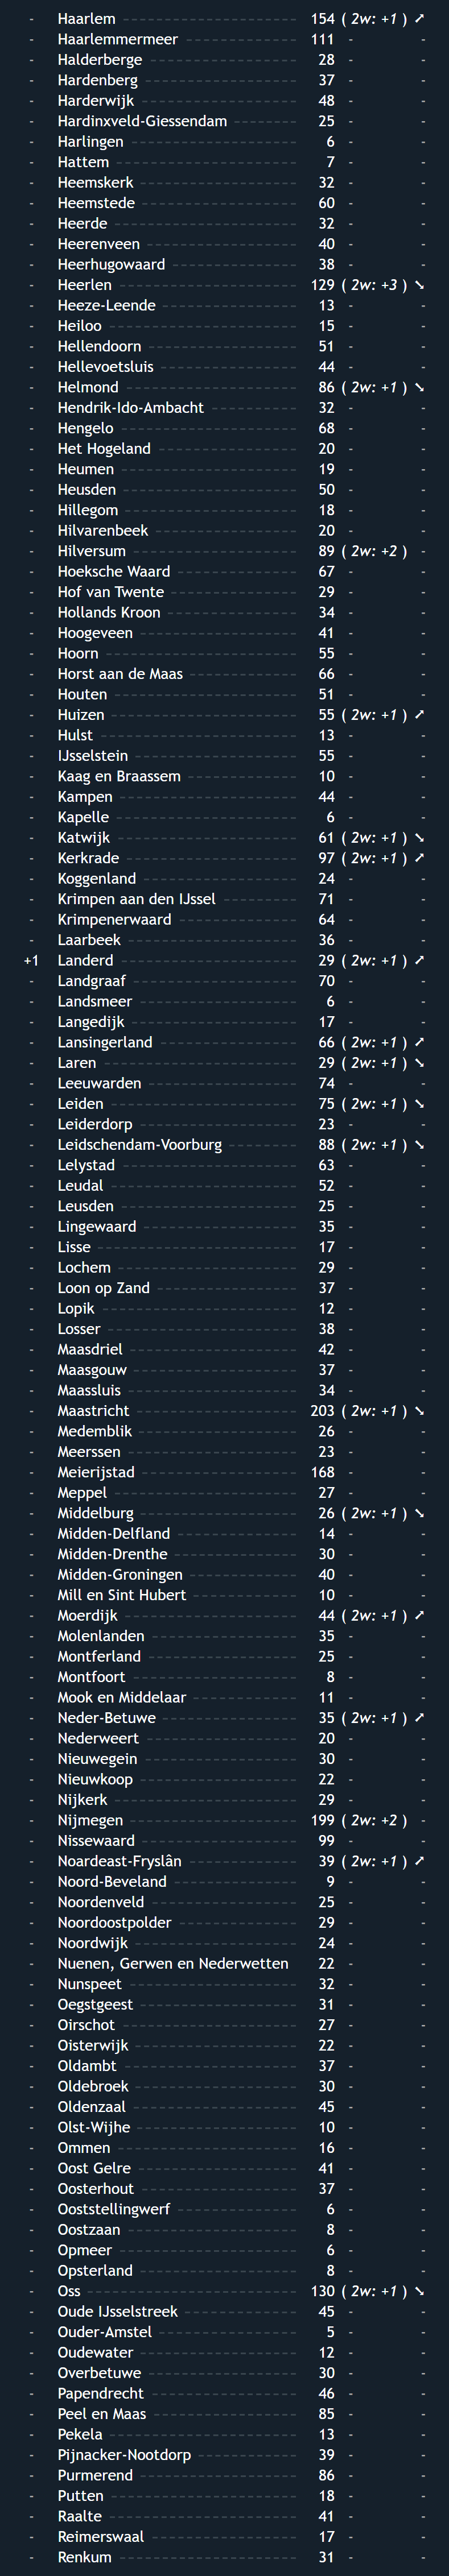 - Haarlem 154 ( 2w: +1 ) ➚
- Haarlemmermeer 111 - -
- Halderberge 28 - -
- Hardenberg 37 - -
- Harderwijk 48 - -
- Hardinxveld-Giessendam 25 - -
- Harlingen 6 - -
- Hattem 7 - -
- Heemskerk 32 - -
- Heemstede 60 - -
- Heerde 32 - -
- Heerenveen 40 - -
- Heerhugowaard 38 - -
- Heerlen 129 ( 2w: +3 ) ➘
- Heeze-Leende 13 - -
- Heiloo 15 - -
- Hellendoorn 51 - -
- Hellevoetsluis 44 - -
- Helmond 86 ( 2w: +1 ) ➘
- Hendrik-Ido-Ambacht 32 - -
- Hengelo 68 - -
- Het Hogeland 20 - -
- Heumen 19 - -
- Heusden 50 - -
- Hillegom 18 - -
- Hilvarenbeek 20 - -
- Hilversum 89 ( 2w: +2 ) -
- Hoeksche Waard 67 - -
- Hof van Twente 29 - -
- Hollands Kroon 34 - -
- Hoogeveen 41 - -
- Hoorn 55 - -
- Horst aan de Maas 66 - -
- Houten 51 - -
- Huizen 55 ( 2w: +1 ) ➚
- Hulst 13 - -
- IJsselstein 55 - -
- Kaag en Braassem 10 - -
- Kampen 44 - -
- Kapelle 6 - -
- Katwijk 61 ( 2w: +1 ) ➘
- Kerkrade 97 ( 2w: +1 ) ➚
- Koggenland 24 - -
- Krimpen aan den IJssel 71 - -
- Krimpenerwaard 64 - -
- Laarbeek 36 - -
+1 Landerd 29 ( 2w: +1 ) ➚
- Landgraaf 70 - -
- Landsmeer 6 - -
- Langedijk 17 - -
- Lansingerland 66 ( 2w: +1 ) ➚
- Laren 29 ( 2w: +1 ) ➘
- Leeuwarden 74 - -
- Leiden 75 ( 2w: +1 ) ➘
- Leiderdorp 23 - -
- Leidschendam-Voorburg 88 ( 2w: +1 ) ➘
- Lelystad 63 - -
- Leudal 52 - -
- Leusden 25 - -
- Lingewaard 35 - -
- Lisse 17 - -
- Lochem 29 - -
- Loon op Zand 37 - -
- Lopik 12 - -
- Losser 38 - -
- Maasdriel 42 - -
- Maasgouw 37 - -
- Maassluis 34 - -
- Maastricht 203 ( 2w: +1 ) ➘
- Medemblik 26 - -
- Meerssen 23 - -
- Meierijstad 168 - -
- Meppel 27 - -
- Middelburg 26 ( 2w: +1 ) ➘
- Midden-Delfland 14 - -
- Midden-Drenthe 30 - -
- Midden-Groningen 40 - -
- Mill en Sint Hubert 10 - -
- Moerdijk 44 ( 2w: +1 ) ➚
- Molenlanden 35 - -
- Montferland 25 - -
- Montfoort 8 - -
- Mook en Middelaar 11 - -
- Neder-Betuwe 35 ( 2w: +1 ) ➚
- Nederweert 20 - -
- Nieuwegein 30 - -
- Nieuwkoop 22 - -
- Nijkerk 29 - -
- Nijmegen 199 ( 2w: +2 ) -
- Nissewaard 99 - -
- Noardeast-Fryslân 39 ( 2w: +1 ) ➚
- Noord-Beveland 9 - -
- Noordenveld 25 - -
- Noordoostpolder 29 - -
- Noordwijk 24 - -
- Nuenen, Gerwen en Nederwetten 22 - -
- Nunspeet 32 - -
- Oegstgeest 31 - -
- Oirschot 27 - -
- Oisterwijk 22 - -
- Oldambt 37 - -
- Oldebroek 30 - -
- Oldenzaal 45 - -
- Olst-Wijhe 10 - -
- Ommen 16 - -
- Oost Gelre 41 - -
- Oosterhout 37 - -
- Ooststellingwerf 6 - -
- Oostzaan 8 - -
- Opmeer 6 - -
- Opsterland 8 - -
- Oss 130 ( 2w: +1 ) ➘
- Oude IJsselstreek 45 - -
- Ouder-Amstel 5 - -
- Oudewater 12 - -
- Overbetuwe 30 - -
- Papendrecht 46 - -
- Peel en Maas 85 - -
- Pekela 13 - -
- Pijnacker-Nootdorp 39 - -
- Purmerend 86 - -
- Putten 18 - -
- Raalte 41 - -
- Reimerswaal 17 - -
- Renkum 31 - -